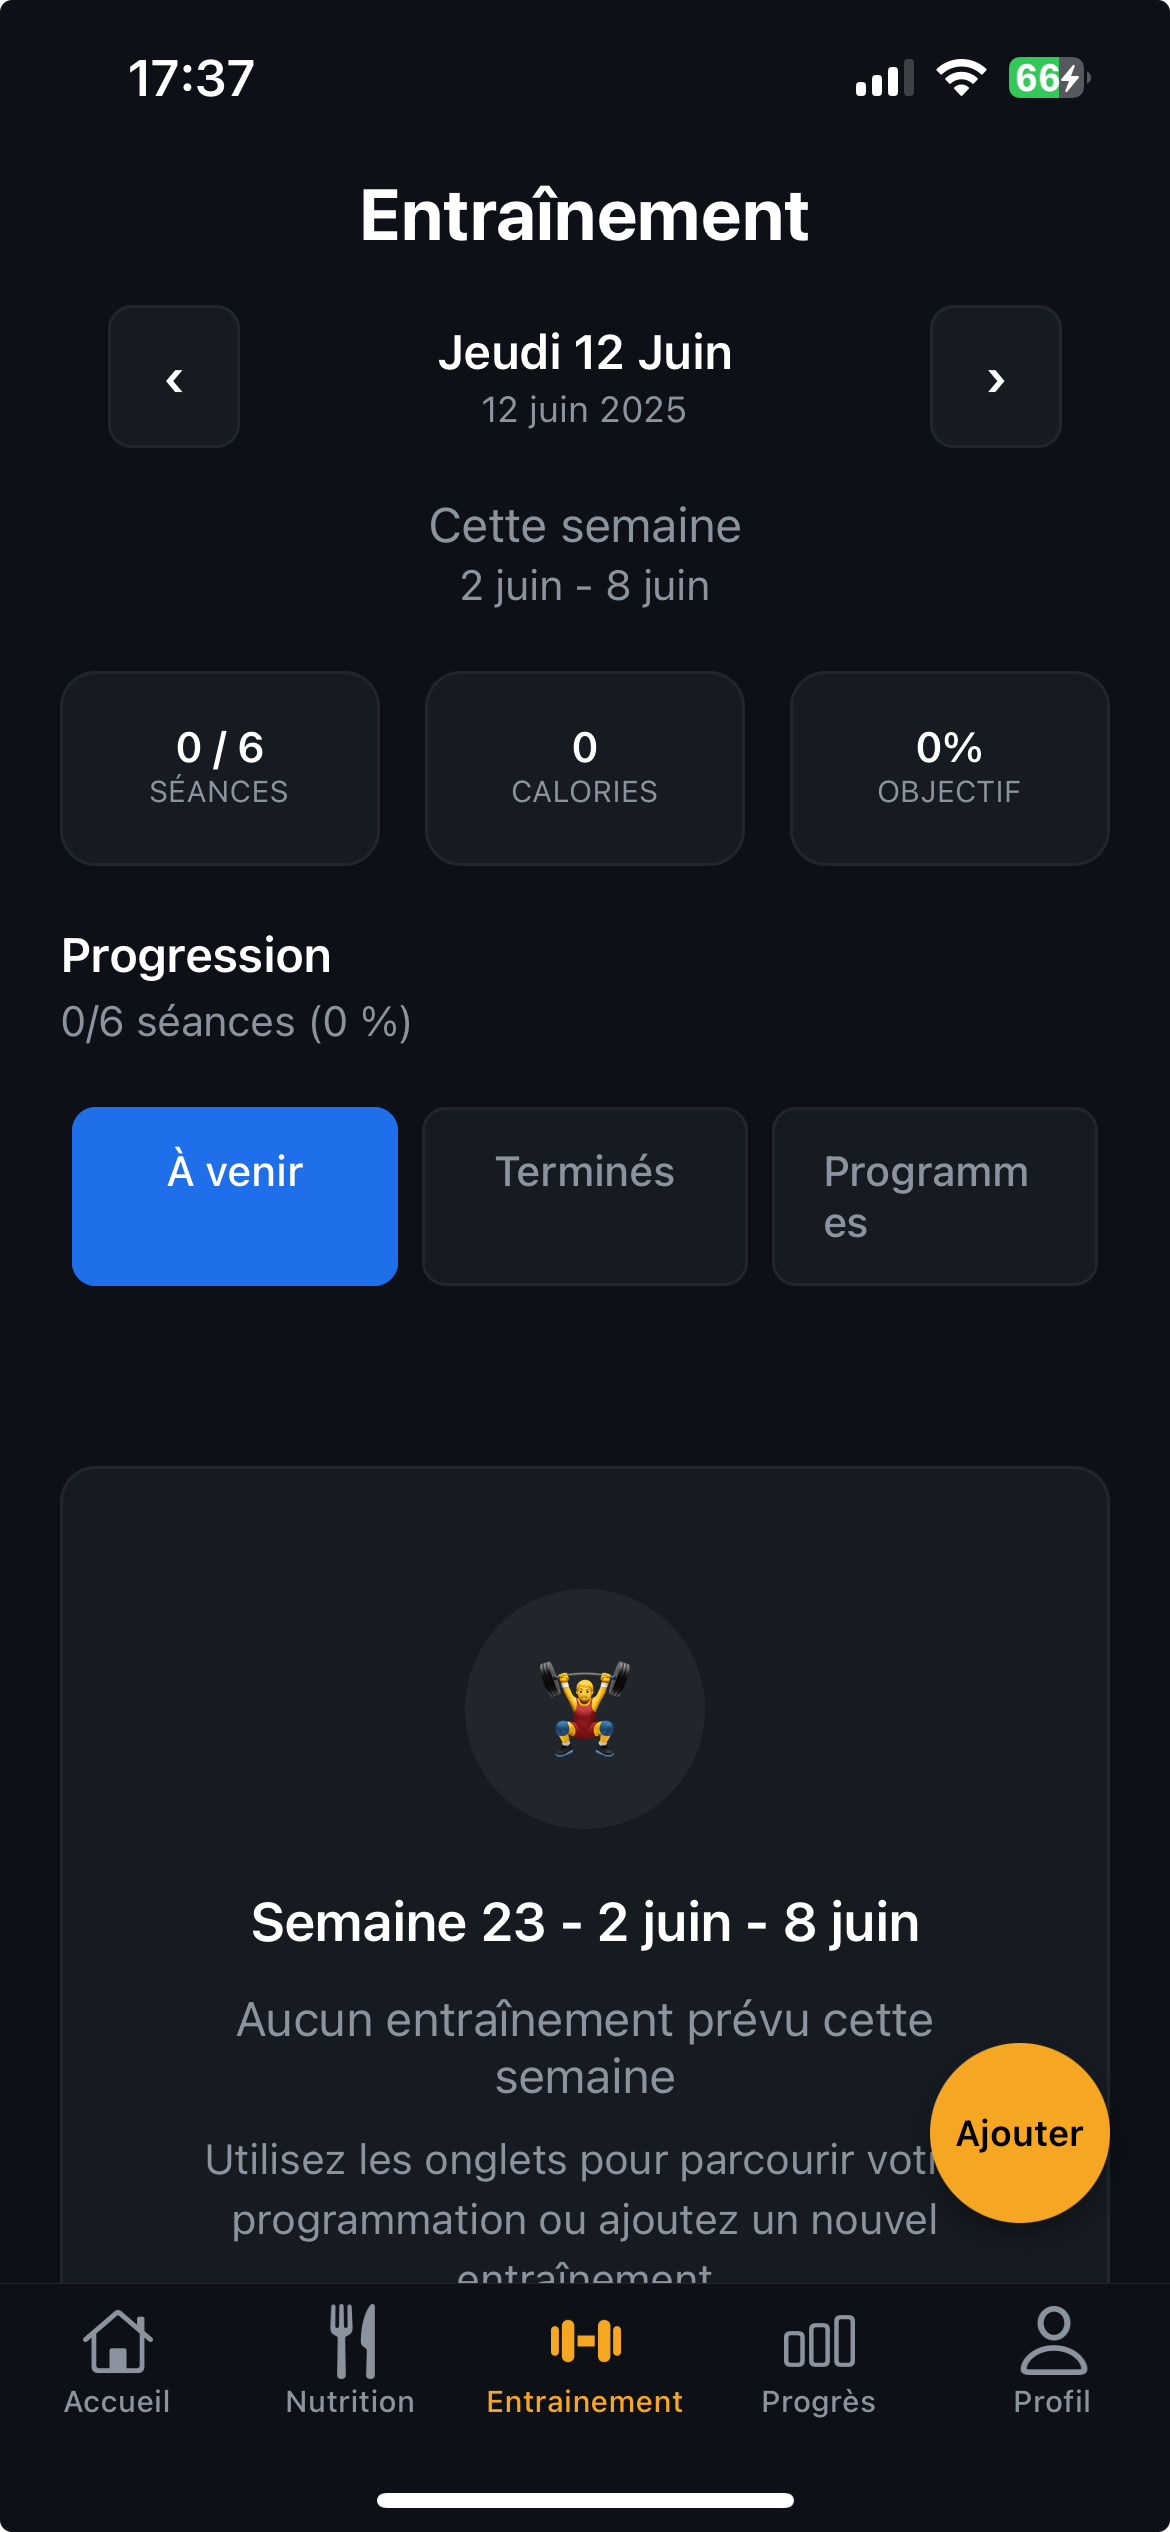 17:37
66
Entraînement
‹
Jeudi 12 Juin
›
12 juin 2025
Cette semaine
2 juin - 8 juin
0 / 6
0
0%
SÉANCES
CALORIES
OBJECTIF
Progression
0/6 séances (0 %)
À venir
Terminés
Programm
es
Semaine 23 - 2 juin - 8 juin
Aucun entraînement prévu cette
semaine
Utilisez les onglets pour parcourir votr
programmation ou ajoutez un nouvel
entraînement
Ajouter
Accueil
Nutrition
Entrainement
Progrès
Profil